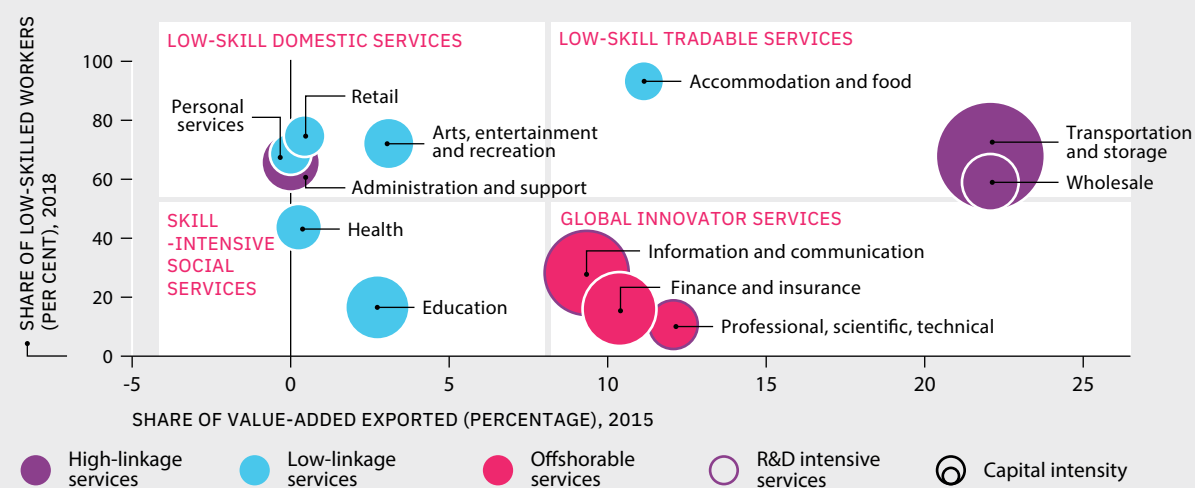 SHARE OF LOW-SKILLED WORKERS
(PER CENT), 2018
100
80
60
40
20
0
LOW-SKILL DOMESTIC SERVICES
LOW-SKILL TRADABLE SERVICES
Personal
services
Retail
Arts, entertainment
and recreation
Administration and support
Accommodation and food
Transportation
and storage
Wholesale
SKILL
-INTENSIVE
SOCIAL
SERVICES
Health
Education
GLOBAL INNOVATOR SERVICES
Information and communication
Finance and insurance
Professional, scientific, technical
-5
0
5
10
15
20
25
SHARE OF VALUE-ADDED EXPORTED (PERCENTAGE), 2015
High-linkage
services
Low-linkage
services
Offshorable
services
R&D intensive
services
Capital intensity